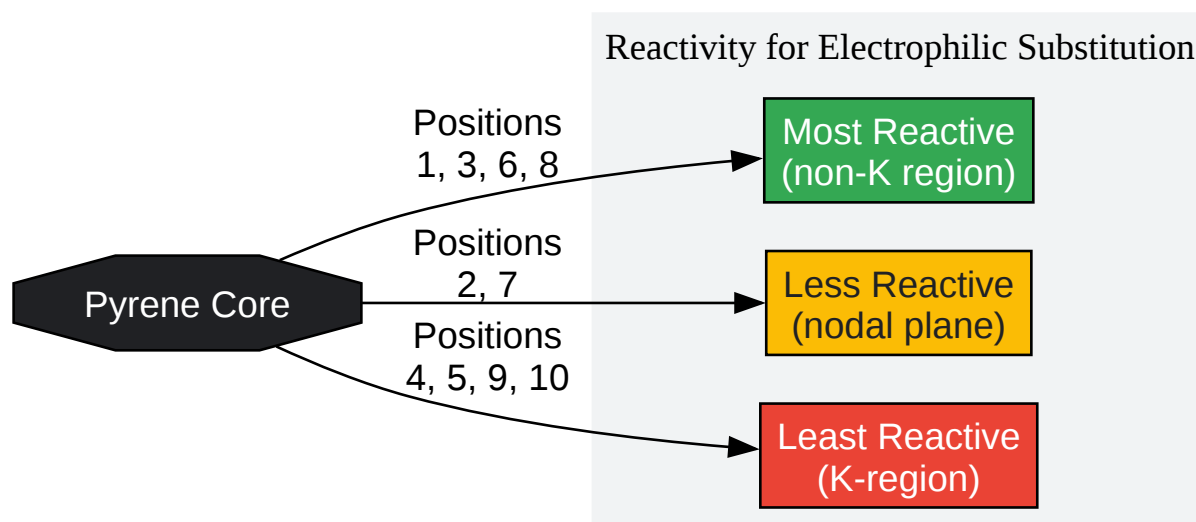 Reactivity for Electrophilic Substitution
Positions
1, 3, 6, 8
Most Reactive
(non-K region)
Pyrene Core
Positions
2, 7
Less Reactive
(nodal plane)
Positions
4, 5, 9, 10
Least Reactive
(K-region)